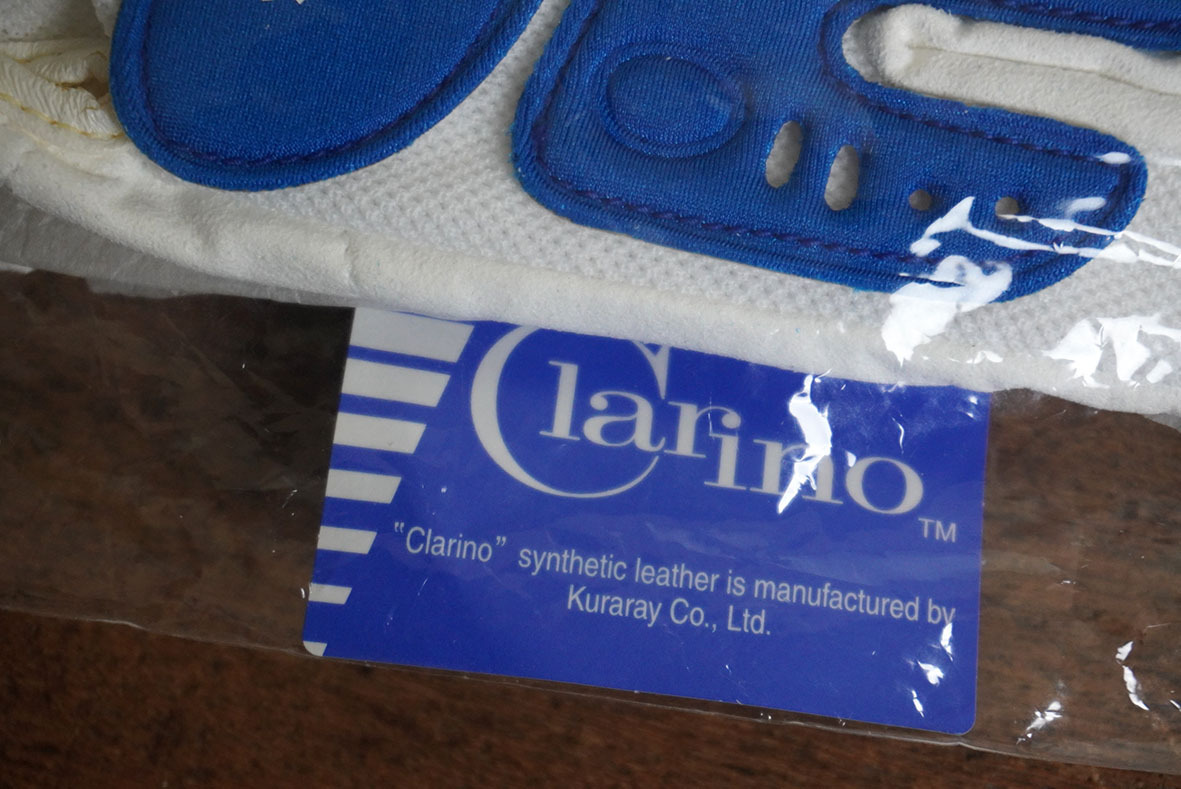 Clarino
TM
“Clarino” synthetic leather is manufactured by
Kuraray Co., Ltd.